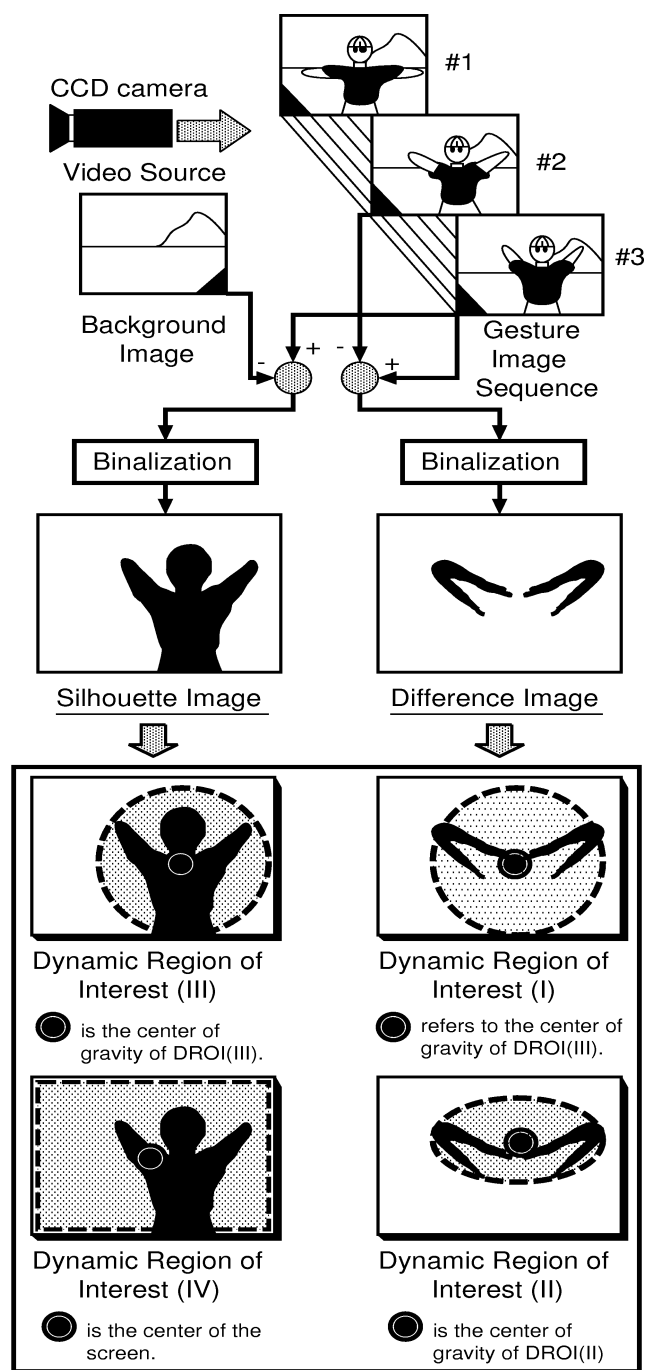 #1
CCD camera
#2
Video Source
#3
Background
Image
-
+
-
+
Gesture
Image
Sequence
Binalization
Binalization
Silhouette Image
Difference Image
Dynamic Region of
Interest (III)
is the center of
gravity of DROI(III).
Dynamic Region of
Interest (I)
refers to the center of
gravity of DROI(III).
Dynamic Region of
Interest (IV)
is the center of the
screen.
Dynamic Region of
Interest (II)
is the center of
gravity of DROI(II)